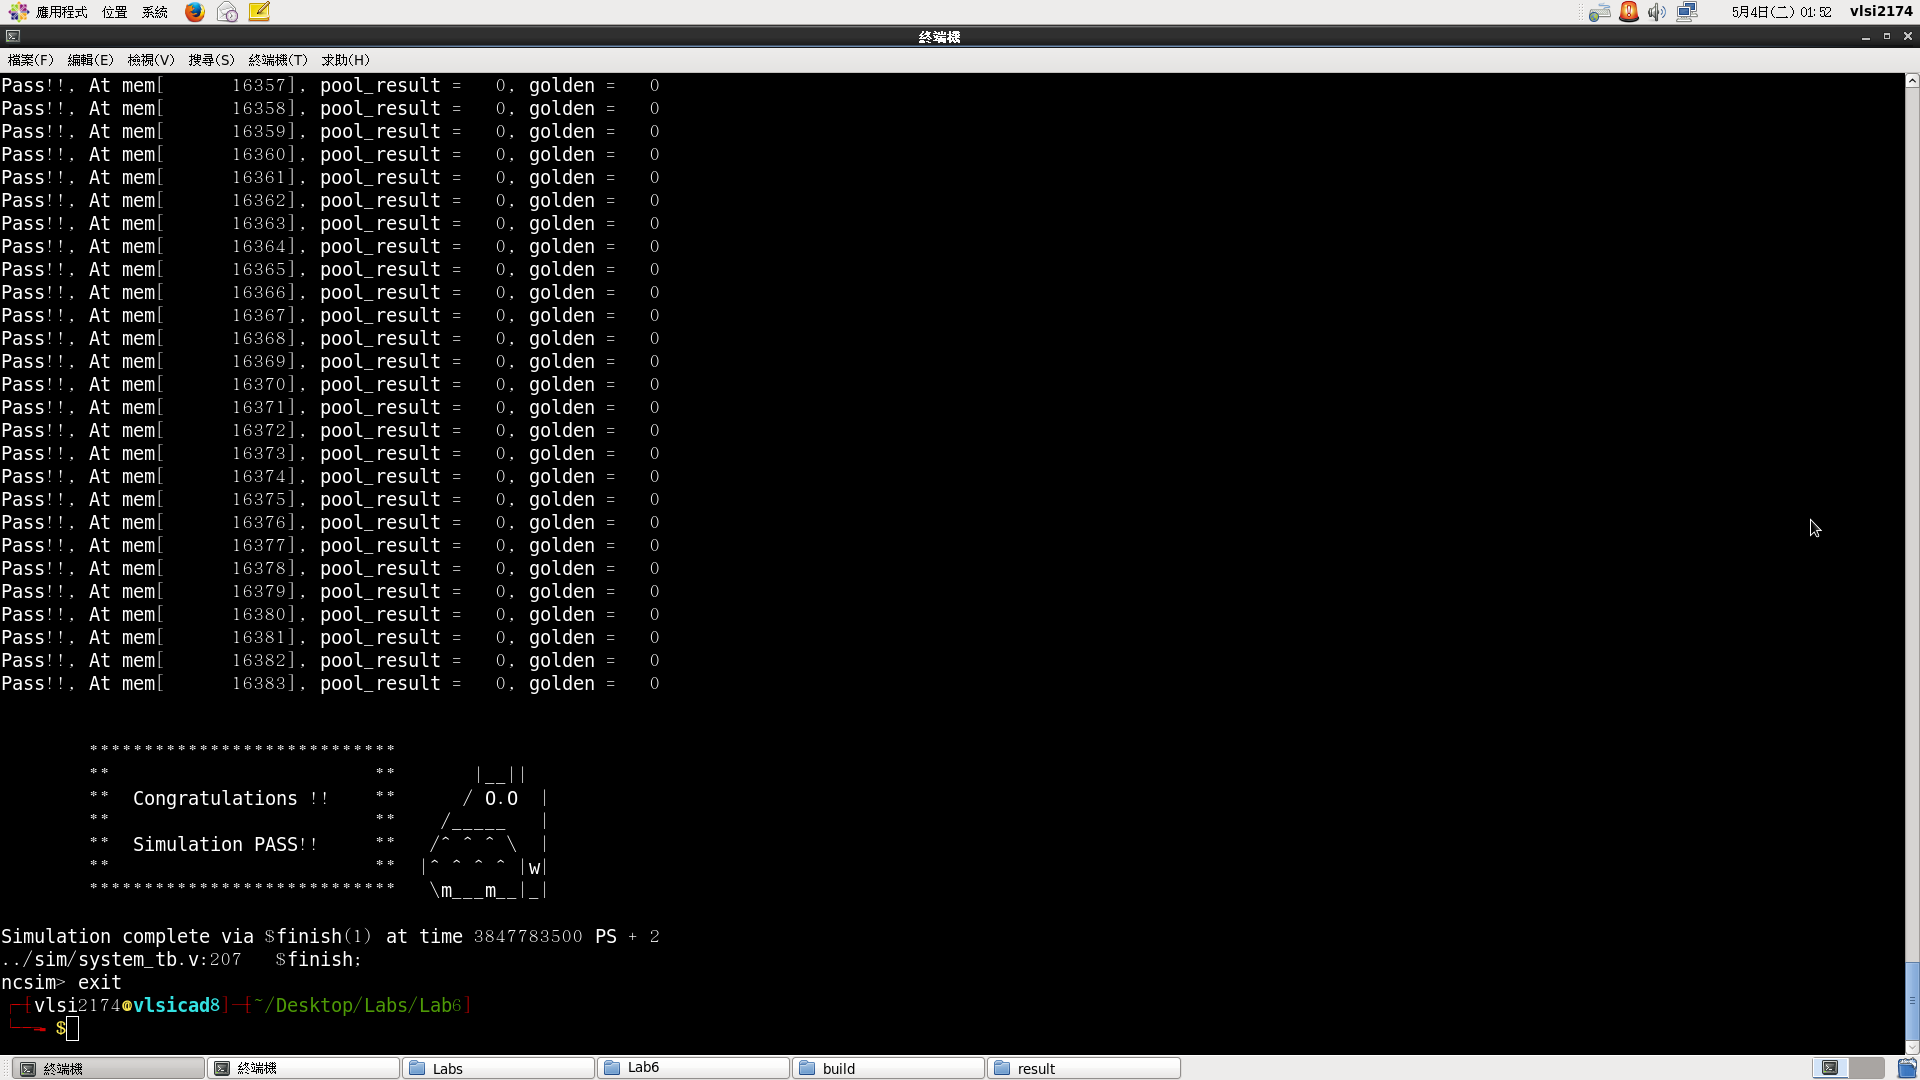 應用程式 位置 系統 5月4日(二) 01:52 vlsi2174
終端機
檔案(F) 編輯(E) 檢視(V) 搜尋(S) 終端機(T) 求助(H)
Pass!!, At mem[      16357], pool_result =   0, golden =   0
Pass!!, At mem[      16358], pool_result =   0, golden =   0
Pass!!, At mem[      16359], pool_result =   0, golden =   0
Pass!!, At mem[      16360], pool_result =   0, golden =   0
Pass!!, At mem[      16361], pool_result =   0, golden =   0
Pass!!, At mem[      16362], pool_result =   0, golden =   0
Pass!!, At mem[      16363], pool_result =   0, golden =   0
Pass!!, At mem[      16364], pool_result =   0, golden =   0
Pass!!, At mem[      16365], pool_result =   0, golden =   0
Pass!!, At mem[      16366], pool_result =   0, golden =   0
Pass!!, At mem[      16367], pool_result =   0, golden =   0
Pass!!, At mem[      16368], pool_result =   0, golden =   0
Pass!!, At mem[      16369], pool_result =   0, golden =   0
Pass!!, At mem[      16370], pool_result =   0, golden =   0
Pass!!, At mem[      16371], pool_result =   0, golden =   0
Pass!!, At mem[      16372], pool_result =   0, golden =   0
Pass!!, At mem[      16373], pool_result =   0, golden =   0
Pass!!, At mem[      16374], pool_result =   0, golden =   0
Pass!!, At mem[      16375], pool_result =   0, golden =   0
Pass!!, At mem[      16376], pool_result =   0, golden =   0
Pass!!, At mem[      16377], pool_result =   0, golden =   0
Pass!!, At mem[      16378], pool_result =   0, golden =   0
Pass!!, At mem[      16379], pool_result =   0, golden =   0
Pass!!, At mem[      16380], pool_result =   0, golden =   0
Pass!!, At mem[      16381], pool_result =   0, golden =   0
Pass!!, At mem[      16382], pool_result =   0, golden =   0
Pass!!, At mem[      16383], pool_result =   0, golden =   0
        ****************************
        **                        **       |__||
        **  Congratulations !!    **      / O.O  |
        **                        **    /_____   |
        **  Simulation PASS!!     **   /^ ^ ^ \  |
        **                        **  |^ ^ ^ ^ |w|
        ****************************   \m___m__|_|
Simulation complete via $finish(1) at time 3847783500 PS + 2
../sim/system_tb.v:207   $finish;
ncsim> exit
┌─[vlsi2174@vlsicad8]─[~/Desktop/Labs/Lab6]
└──╼ $
終端機 終端機 Labs Lab6 build result